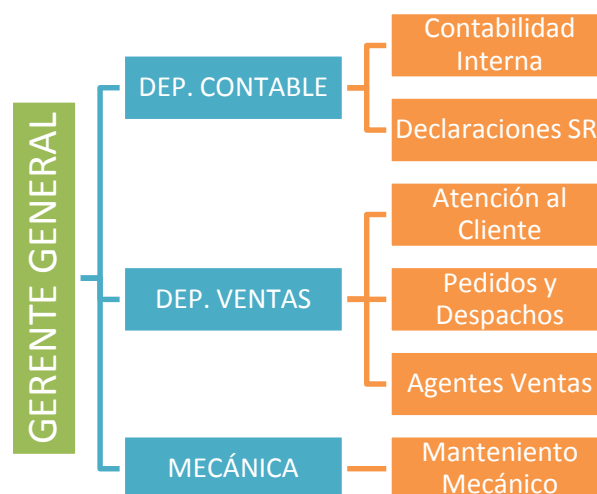 GERENTE GENERAL
DEP. CONTABLE
Contabilidad
Interna
Declaraciones SR
DEP. VENTAS
Atención al
Cliente
Pedidos y
Despachos
Agentes Ventas
MECÁNICA
Manteniento
Mecánico